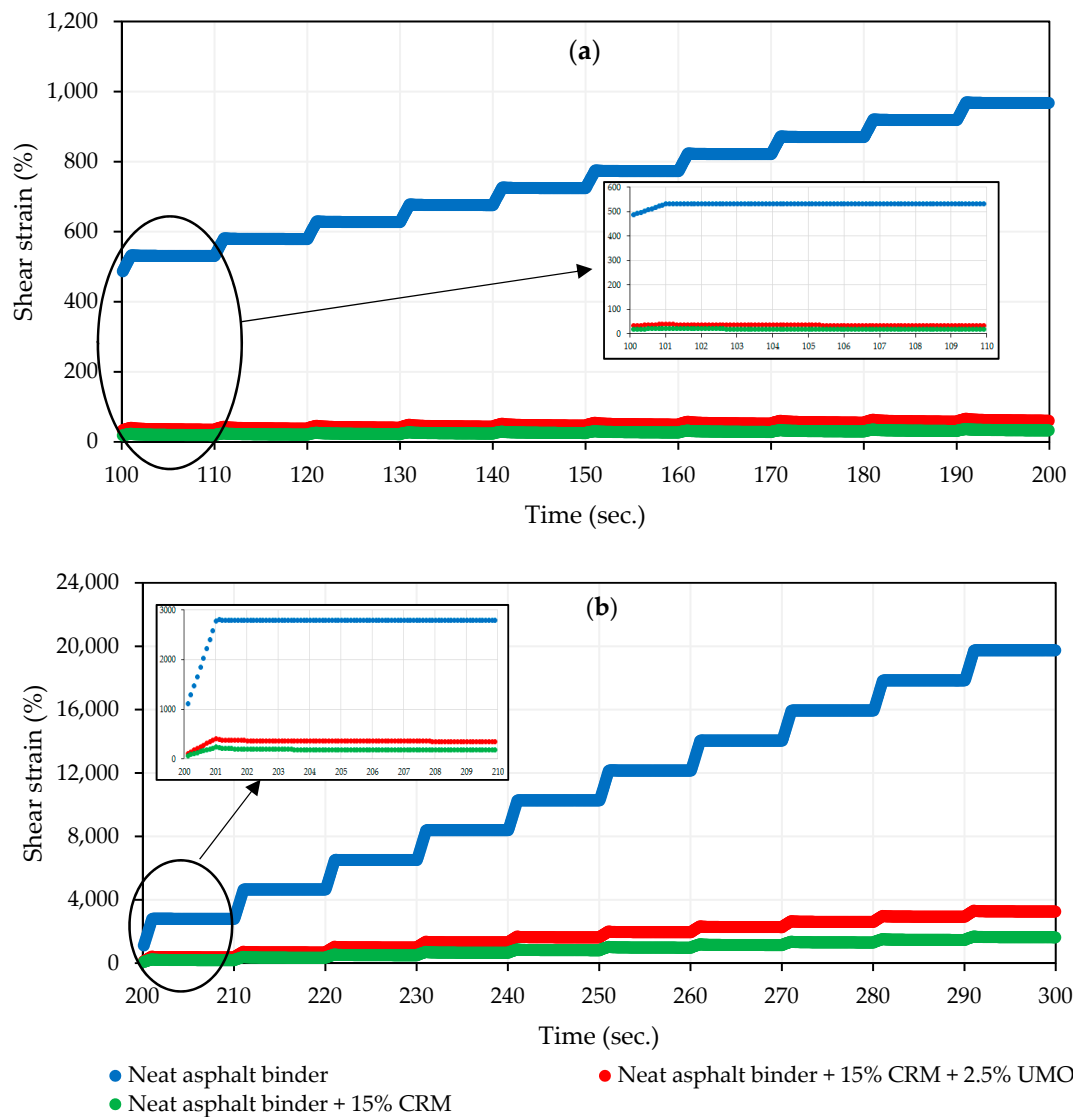 1,200
(a)
1,000
800
600
400
200
0
Shear strain (%)
600
500
400
300
200
100
0
100 101 102 103 104 105 106 107 108 109 110
100 110 120 130 140 150 160 170 180 190 200
Time (sec.)
24,000
(b)
20,000
16,000
12,000
8,000
4,000
0
Shear strain (%)
3000
2000
1000
0
200 201 202 203 204 205 206 207 208 209 210
200 210 220 230 240 250 260 270 280 290 300
Time (sec.)
Neat asphalt binder
Neat asphalt binder + 15% CRM + 2.5% UMO
Neat asphalt binder + 15% CRM